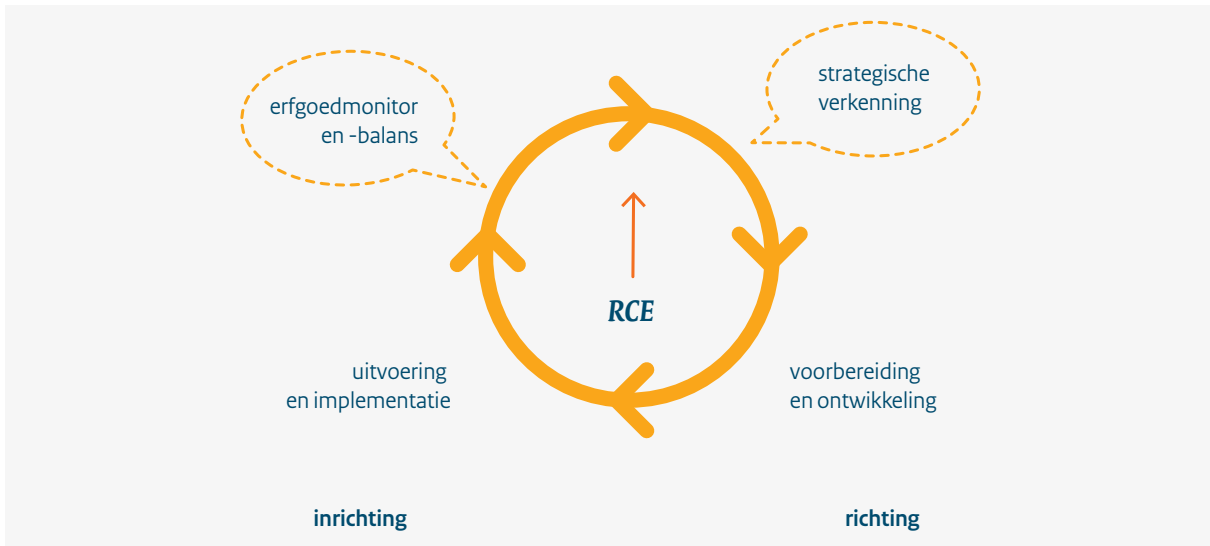 erfgoedmonitor
en -balans
strategische
verkenning
RCE
uitvoering
en implementatie
voorbereiding
en ontwikkeling
inrichting
richting